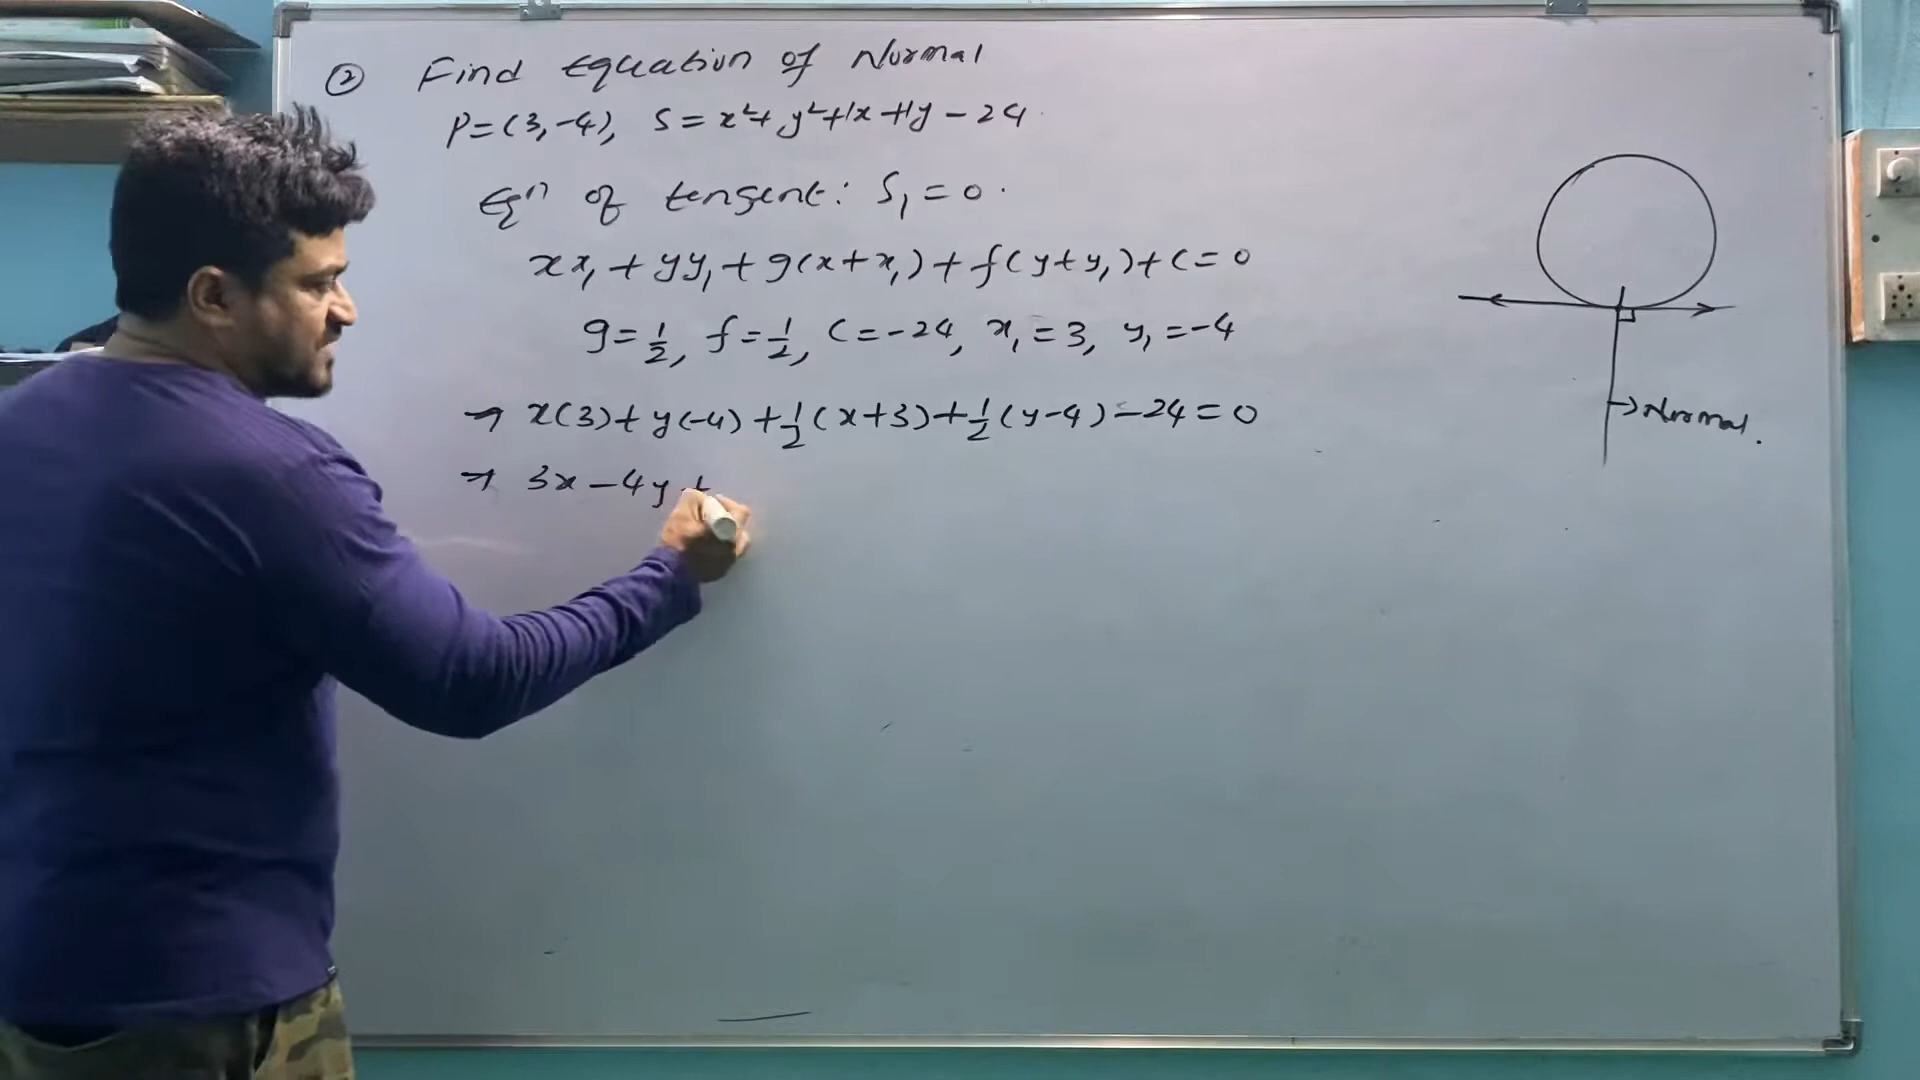 ② Find Equation of Normal
P=(3,-4), S = x²+y²+1x+1y-24
Eqⁿ of tangent: S₁=0.
xx₁+yy₁+g(x+x₁)+f(y+y₁)+c=0
g=1/2, f=1/2, c=-24, x₁=3, y₁=-4
→ x(3)+y(-4)+1/2(x+3)+1/2(y-4)-24=0
→ 3x-4y+
→Normal.